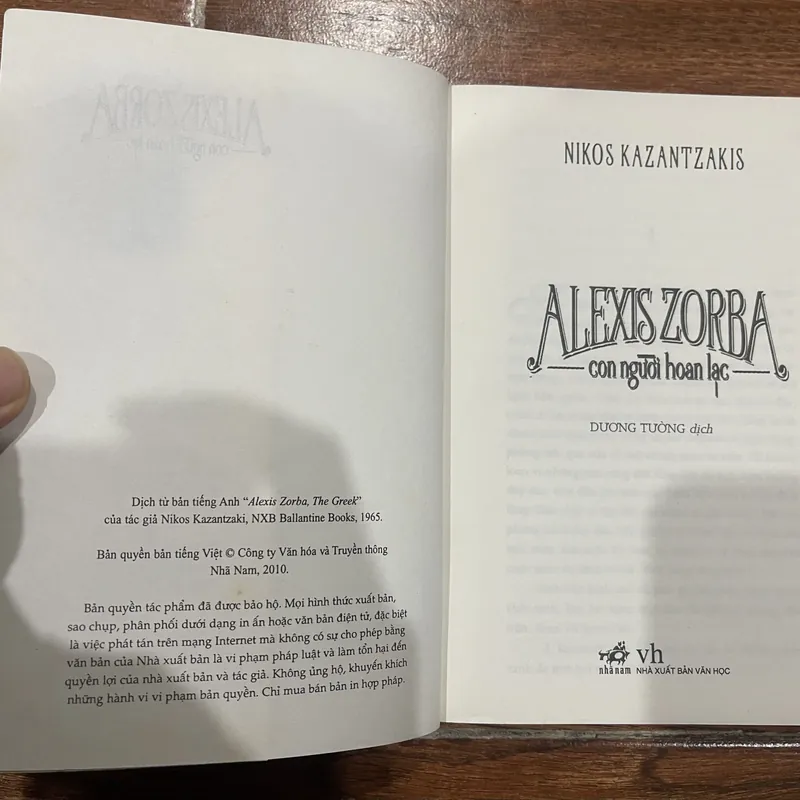 Dịch từ bản tiếng Anh “Alexis Zorba, The Greek”
của tác giả Nikos Kazantzaki, NXB Ballantine Books, 1965.
Bản quyền bản tiếng Việt © Công ty Văn hóa và Truyền thông
Nhã Nam, 2010.
Bản quyền tác phẩm đã được bảo hộ. Mọi hình thức xuất bản,
sao chụp, phân phối dưới dạng in ấn hoặc văn bản điện tử, đặc biệt
là việc phát tán trên mạng Internet mà không có sự cho phép bằng
văn bản của Nhà xuất bản là vi phạm pháp luật và làm tổn hại đến
quyền lợi của nhà xuất bản và tác giả. Không ủng hộ, khuyến khích
những hành vi vi phạm bản quyền. Chỉ mua bán bản in hợp pháp.
NIKOS KAZANTZAKIS
ALEXIS ZORBA
con người hoan lạc
DƯƠNG TƯỜNG dịch
nhã nam
vh
NHÀ XUẤT BẢN VĂN HỌC